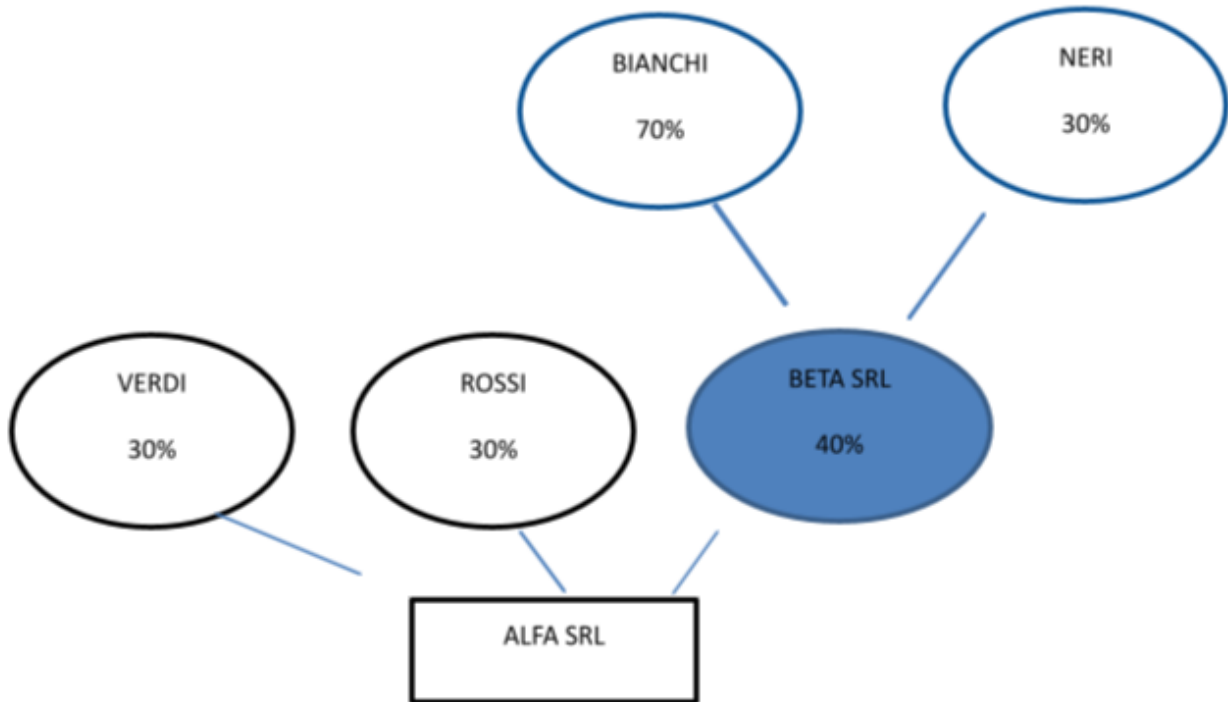 BIANCHI
70%
NERI
30%
VERDI
30%
ROSSI
30%
BETA SRL
40%
ALFA SRL